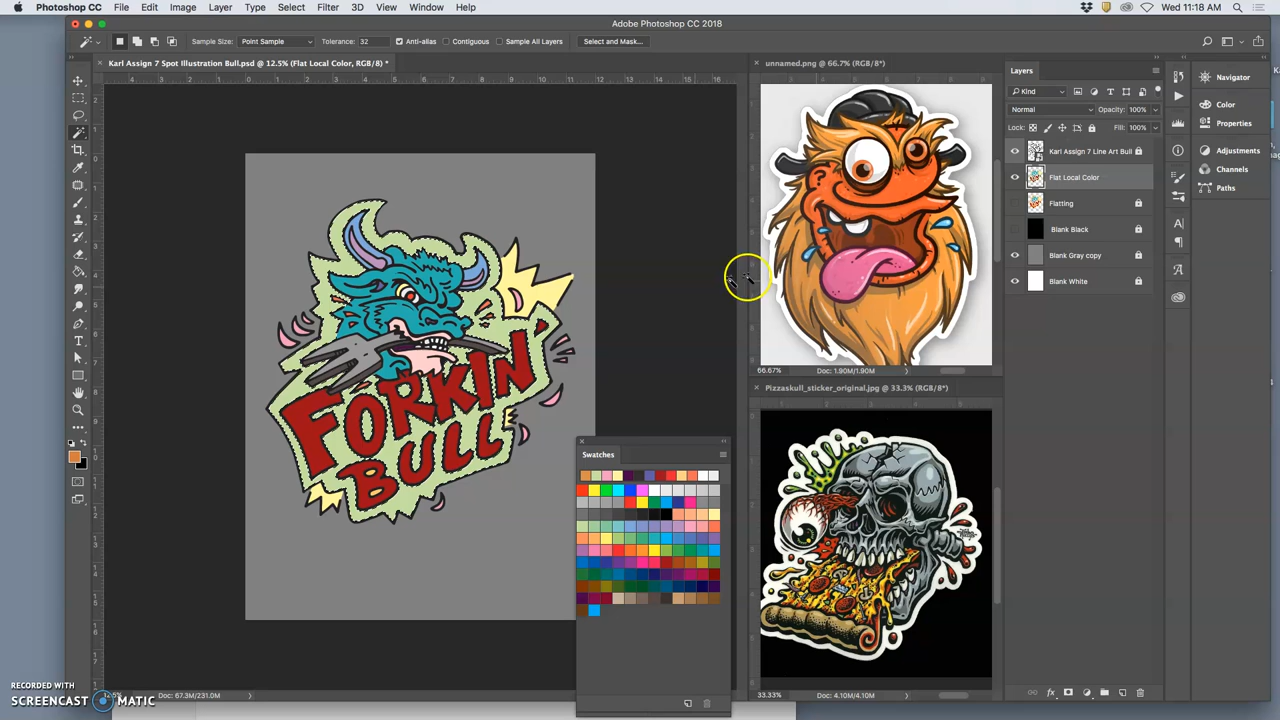 Photoshop CC File Edit Image Layer Type Select Filter 3D View Window Help Wed 11:18 AM
Adobe Photoshop CC 2018
Sample Size: Point Sample Tolerance: 32 Anti-alias Contiguous Sample All Layers Select and Mask...
Karl Assign 7 Spot Illustration Bull.psd @ 12.5% (Flat Local Color, RGB/8) *
unnamed.png @ 66.7% (RGB/8*)
Layers
Kind
Normal Opacity: 100%
Lock: Fill: 100%
Karl Assign 7 Line Art Bull
Flat Local Color
Flatting
Blank Black
Blank Gray copy
Blank White
Navigator
Color
Properties
Adjustments
Channels
Paths
FORKIN'
BULL
66.67% Doc: 1.90M/1.90M
Pizzaskull_sticker_original.jpg @ 33.3% (RGB/8*)
Swatches
12.5% Doc: 67.3M/231.0M
33.33% Doc: 4.10M/4.10M
RECORDED WITH
SCREENCAST MATIC